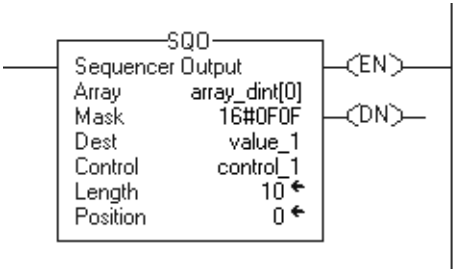 SQO
Sequencer Output
(EN)
Array array_dint[0]
Mask 16#0F0F
(DN)
Dest value_1
Control control_1
Length 10 ←
Position 0 ←